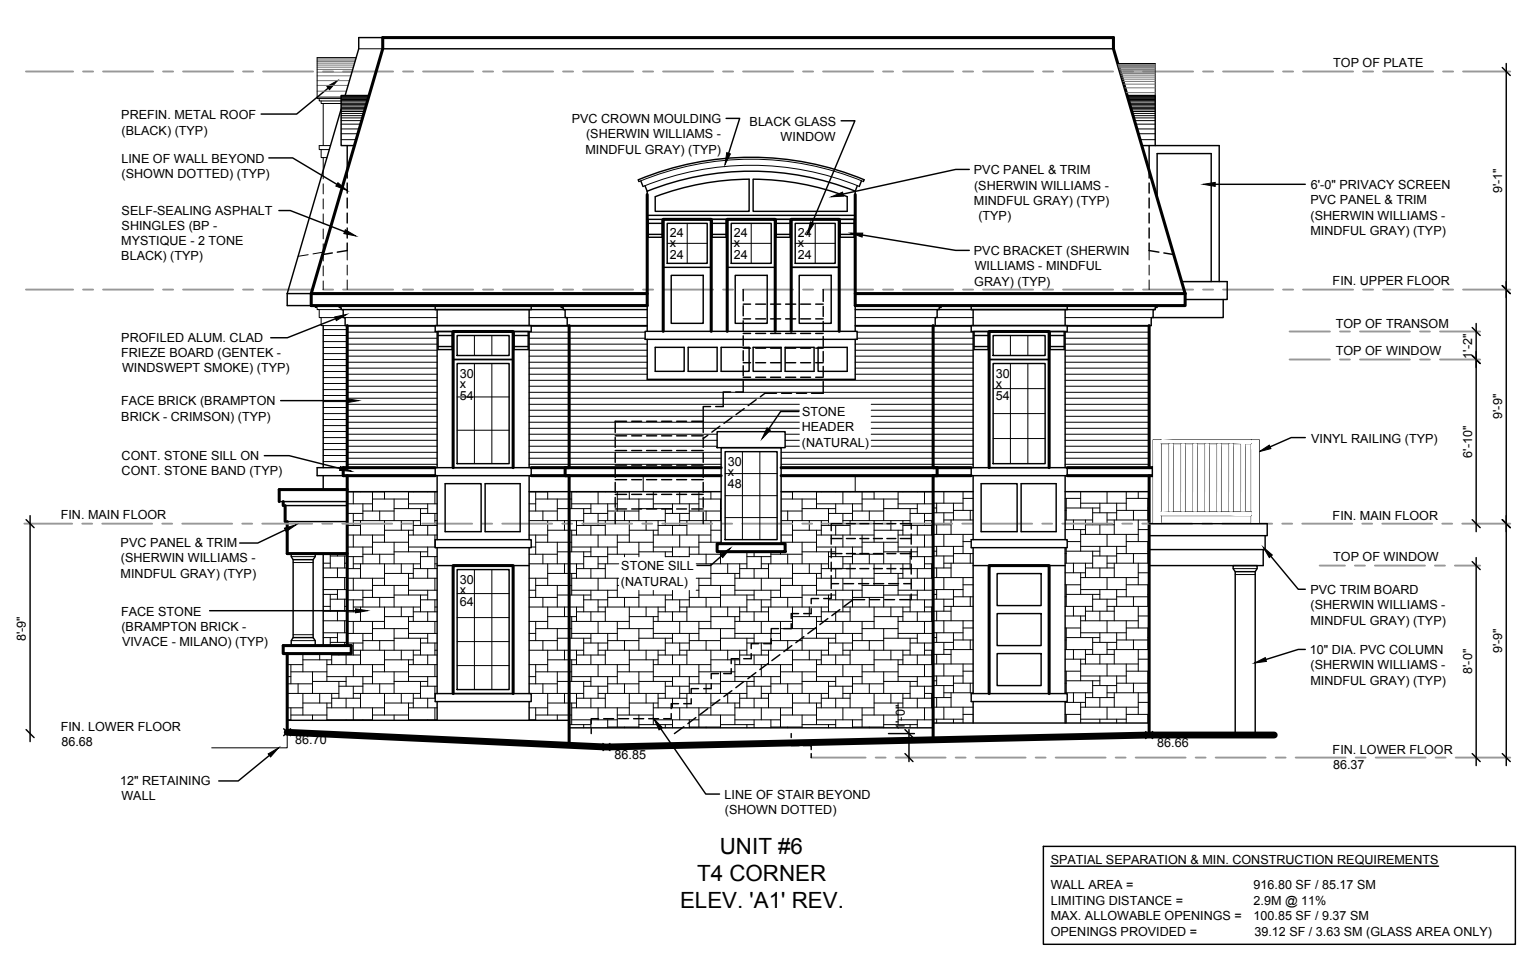 TOP OF PLATE
PREFIN. METAL ROOF
(BLACK) (TYP)
LINE OF WALL BEYOND
(SHOWN DOTTED) (TYP)
SELF-SEALING ASPHALT
SHINGLES (BP -
MYSTIQUE - 2 TONE
BLACK) (TYP)
PVC CROWN MOULDING
(SHERWIN WILLIAMS -
MINDFUL GRAY) (TYP)
BLACK GLASS
WINDOW
PVC PANEL & TRIM
(SHERWIN WILLIAMS -
MINDFUL GRAY) (TYP)
(TYP)
PVC BRACKET (SHERWIN
WILLIAMS - MINDFUL
GRAY) (TYP)
6'-0" PRIVACY SCREEN
PVC PANEL & TRIM
(SHERWIN WILLIAMS -
MINDFUL GRAY) (TYP)
9'-1"
24
x
24
24
x
24
24
x
24
FIN. UPPER FLOOR
TOP OF TRANSOM
1'-2"
TOP OF WINDOW
PROFILED ALUM. CLAD
FRIEZE BOARD (GENTEK -
WINDSWEPT SMOKE) (TYP)
FACE BRICK (BRAMPTON
BRICK - CRIMSON) (TYP)
CONT. STONE SILL ON
CONT. STONE BAND (TYP)
30
x
54
30
x
54
STONE
HEADER
(NATURAL)
30
x
48
9'-9"
6'-10"
VINYL RAILING (TYP)
FIN. MAIN FLOOR
FIN. MAIN FLOOR
PVC PANEL & TRIM
(SHERWIN WILLIAMS -
MINDFUL GRAY) (TYP)
FACE STONE
(BRAMPTON BRICK -
VIVACE - MILANO) (TYP)
8'-9"
30
x
64
STONE SILL
(NATURAL)
TOP OF WINDOW
PVC TRIM BOARD
(SHERWIN WILLIAMS -
MINDFUL GRAY) (TYP)
10" DIA. PVC COLUMN
(SHERWIN WILLIAMS -
MINDFUL GRAY) (TYP)
8'-0"
9'-9"
FIN. LOWER FLOOR
86.68
86.70
86.85
86.66
FIN. LOWER FLOOR
86.37
12" RETAINING
WALL
LINE OF STAIR BEYOND
(SHOWN DOTTED)
UNIT #6
T4 CORNER
ELEV. 'A1' REV.
SPATIAL SEPARATION & MIN. CONSTRUCTION REQUIREMENTS
WALL AREA = 916.80 SF / 85.17 SM
LIMITING DISTANCE = 2.9M @ 11%
MAX. ALLOWABLE OPENINGS = 100.85 SF / 9.37 SM
OPENINGS PROVIDED = 39.12 SF / 3.63 SM (GLASS AREA ONLY)